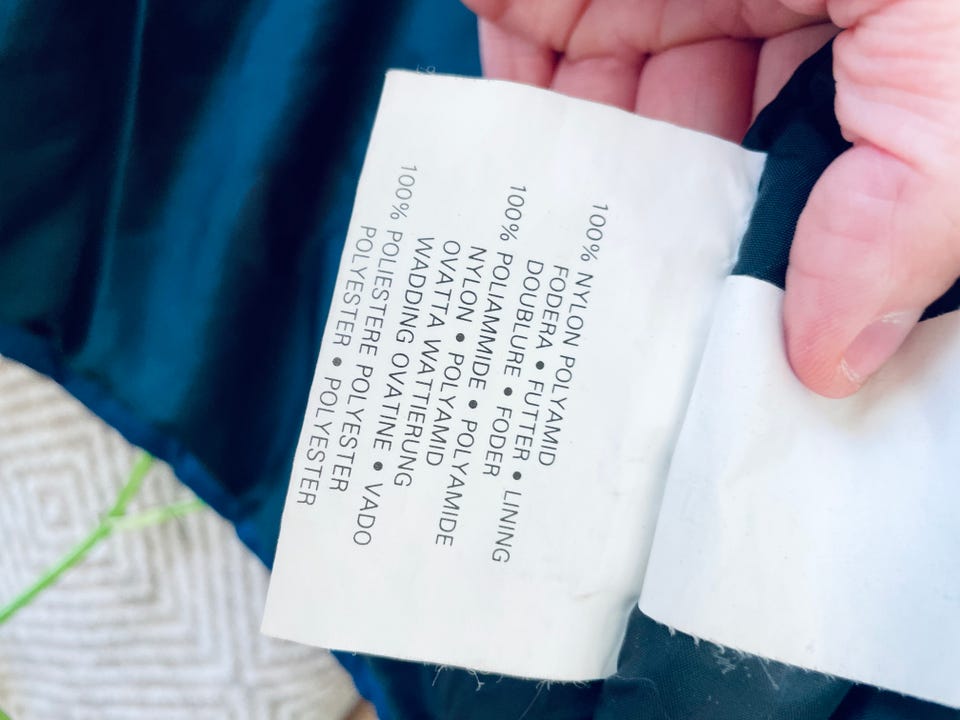 100% NYLON POLYAMID
FODERA • FUTTER • LINING
DOUBLURE • FODER
100% POLIAMMIDE • POLYAMIDE
NYLON • POLYAMID
OVATTA WATTIERUNG
WADDING OVATINE • VADO
100% POLIESTERE POLYESTER
POLYESTER • POLYESTER